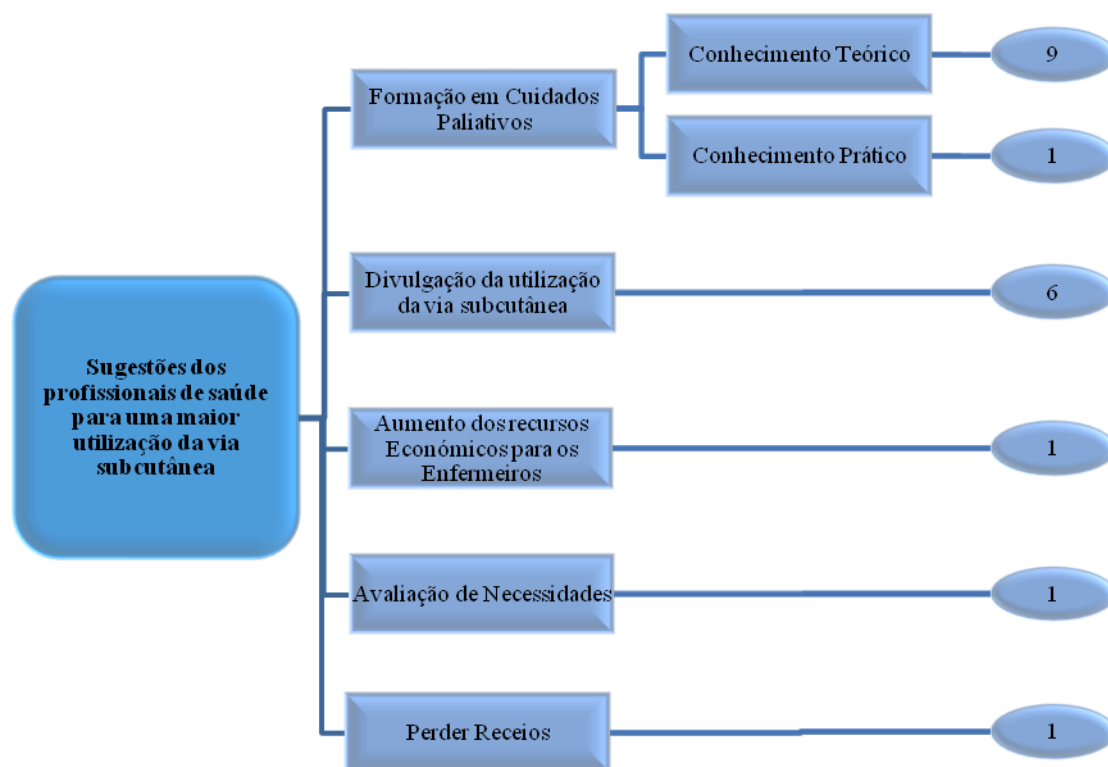 Sugestões dos
profissionais de saúde
para uma maior
utilização da via
subcutânea
Formação em Cuidados
Paliativos
Conhecimento Teórico
9
Conhecimento Prático
1
Divulgação da utilização
da via subcutânea
6
Aumento dos recursos
Económicos para os
Enfermeiros
1
Avaliação de Necessidades
1
Perder Receios
1